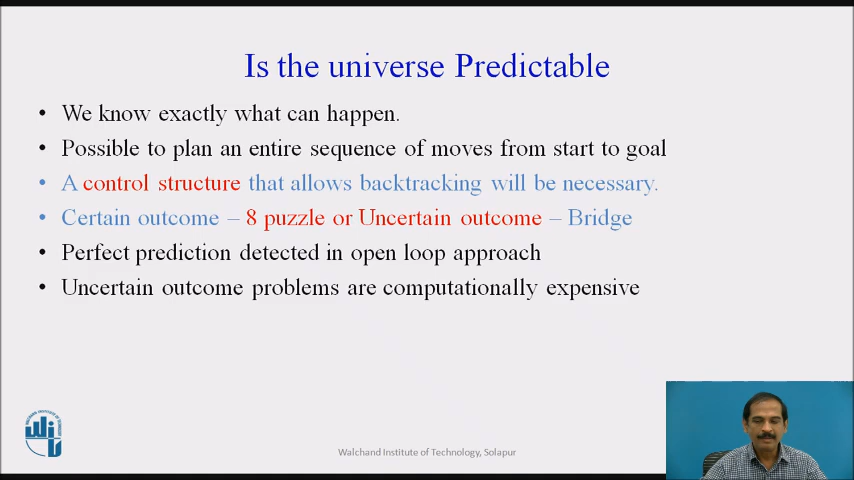 Is the universe Predictable
• We know exactly what can happen.
• Possible to plan an entire sequence of moves from start to goal
• A control structure that allows backtracking will be necessary.
• Certain outcome – 8 puzzle or Uncertain outcome – Bridge
• Perfect prediction detected in open loop approach
• Uncertain outcome problems are computationally expensive
Walchand Institute of Technology, Solapur